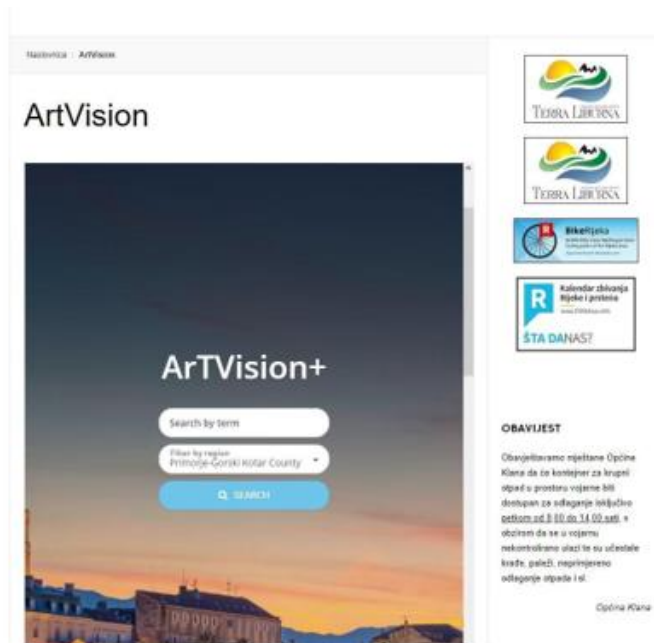 Naslovnica : ArtVision
ArtVision
ArTVision+
Search by term
Filter by region
Primorje-Gorski Kotar County
SEARCH
TERRA LIBURNA
TERRA LIBURNA
BikeRijeka
R
Kalendar zbivanja
Rijeke i prstena
ŠTA DANAS?
OBAVIJEST
Obavještavamo mještane Općine
Klana da će kontejner za krupni
otpad u prostoru vojarne biti
dostupan za odlaganje isključivo
petkom od 8,00 do 14,00 sati, s
obzirom da se u vojarnu
nekontrolirano ulazi te su učestale
krađe, paleži, neprimjereno
odlaganje otpada i sl.
Općina Klana